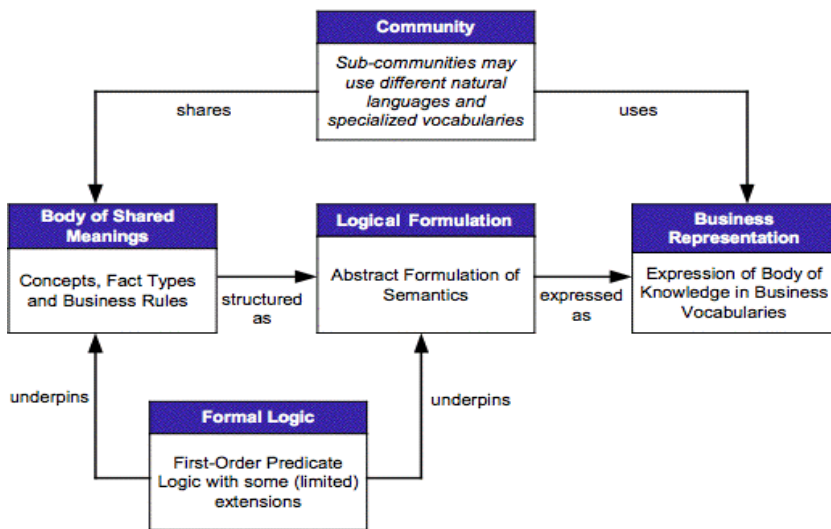 Community
Sub-communities may
use different natural
languages and
specialized vocabularies
shares
uses
Body of Shared
Meanings
Concepts, Fact Types
and Business Rules
structured
as
Logical Formulation
Abstract Formulation of
Semantics
expressed
as
Business
Representation
Expression of Body of
Knowledge in Business
Vocabularies
underpins
underpins
Formal Logic
First-Order Predicate
Logic with some (limited)
extensions